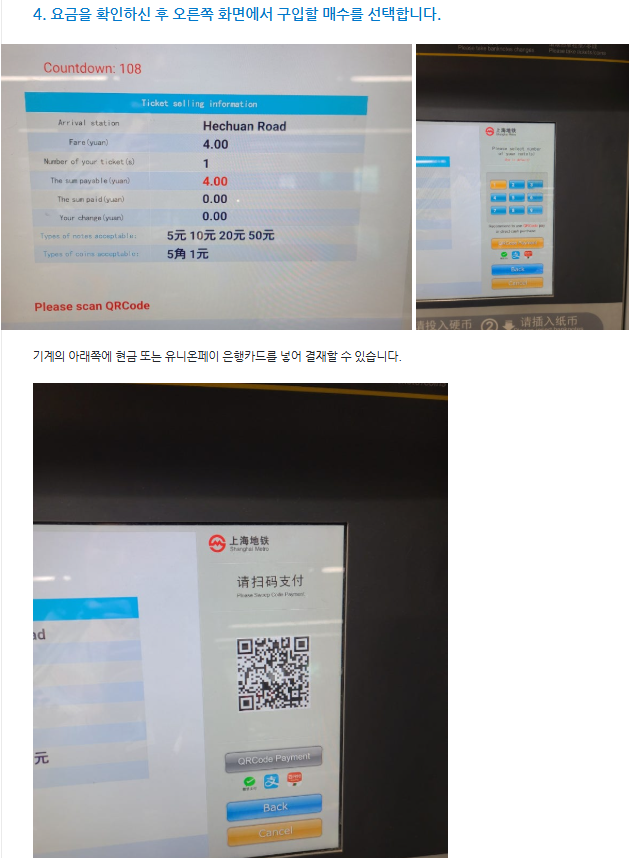 4. 요금을 확인하신 후 오른쪽 화면에서 구입할 매수를 선택합니다.
Countdown: 108
Ticket selling information
Arrival station Hechuan Road
Fare(yuan) 4.00
Number of your ticket(s) 1
The sum payable(yuan) 4.00
The sum paid(yuan) 0.00
Your change(yuan) 0.00
Types of notes acceptable: 5元 10元 20元 50元
Types of coins acceptable: 5角 1元
Please scan QRCode
上海地铁
Please select number
Back
Cancel
请投入硬币
请插入纸币
기계의 아래쪽에 현금 또는 유니온페이 은행카드를 넣어 결재할 수 있습니다.
上海地铁
Shanghai Metro
请扫码支付
ad
元
QRCode Payment
支
Back
Cancel